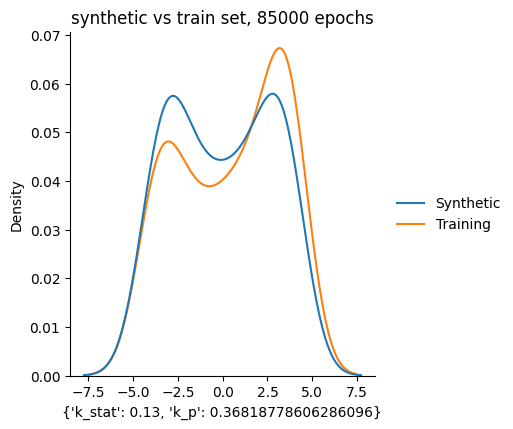 synthetic vs train set, 85000 epochs
0.07
0.06
0.05
0.04
0.03
0.02
0.01
0.00
Density
−7.5 −5.0 −2.5 0.0 2.5 5.0 7.5
{'k_stat': 0.13, 'k_p': 0.36818778606286096}
Synthetic
Training